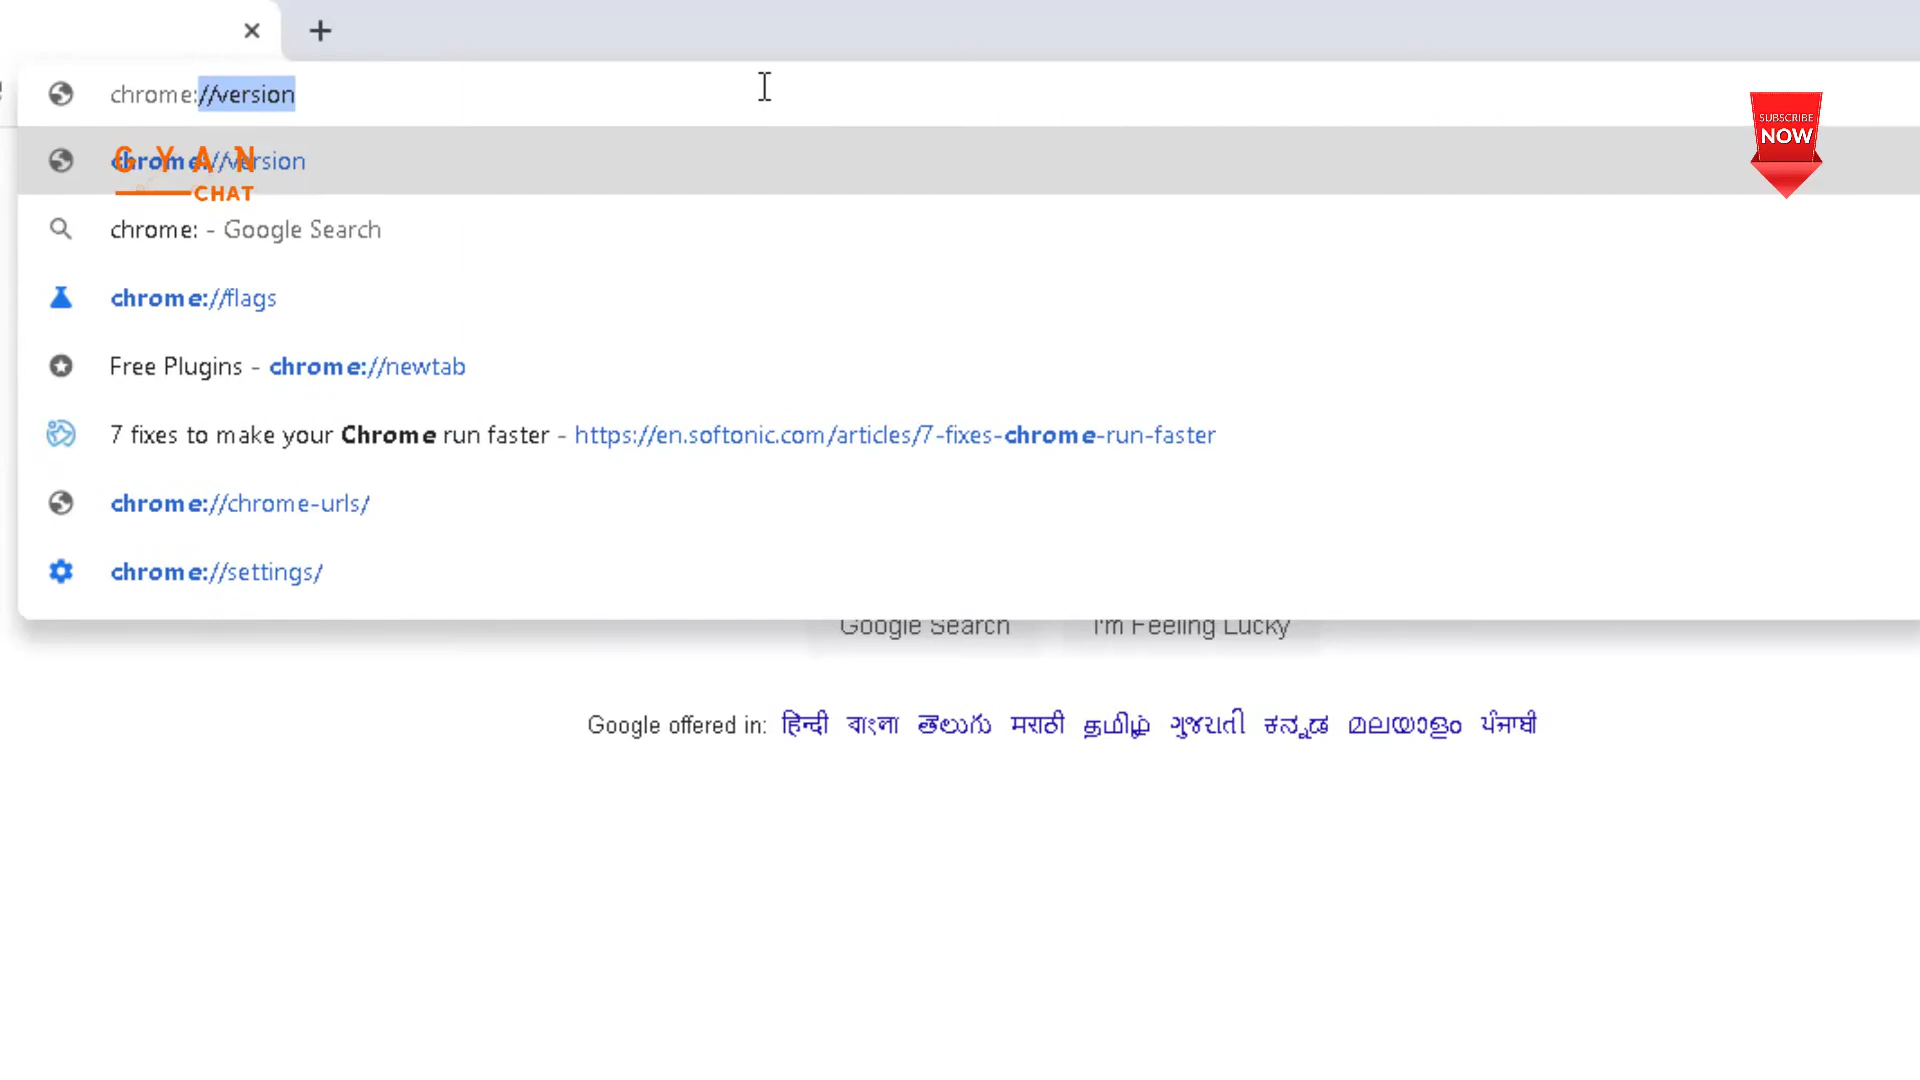 chrome://version
SUBSCRIBE
NOW
chrome://version
GYAN
CHAT
chrome: - Google Search
chrome://flags
Free Plugins - chrome://newtab
7 fixes to make your Chrome run faster - https://en.softonic.com/articles/7-fixes-chrome-run-faster
chrome://chrome-urls/
chrome://settings/
Google Search I'm Feeling Lucky
Google offered in: हिन्दी বাংলা తెలుగు मराठी தமிழ் ગુજરાતી ಕನ್ನಡ മലയാളം ਪੰਜਾਬੀ